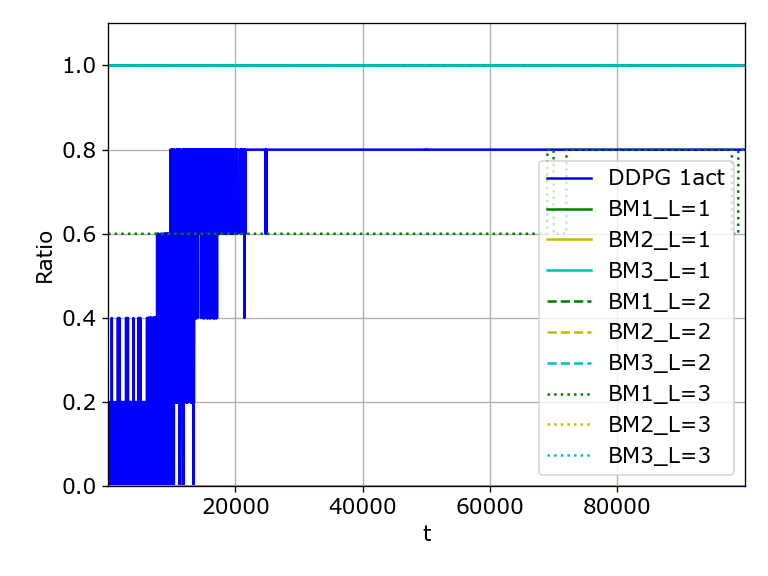 1.0
0.8
DDPG 1act
BM1_L=1
0.6
BM2_L=1
Ratio
BM3_L=1
BM1_L=2
0.4
BM2_L=2
BM3_L=2
BM1_L=3
0.2
BM2_L=3
BM3_L=3
0.0
20000 40000 60000 80000
t